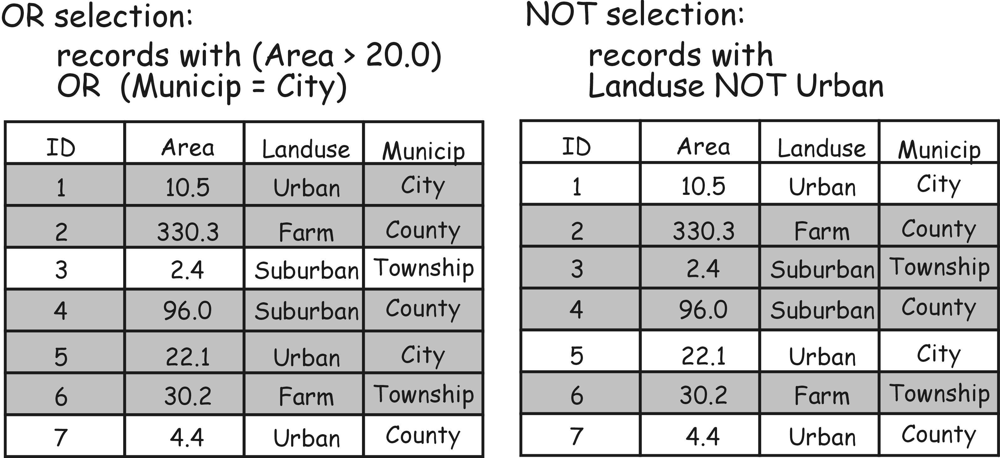 OR selection:
records with (Area > 20.0)
OR (Municip = City)
ID Area Landuse Municip
1 10.5 Urban City
2 330.3 Farm County
3 2.4 Suburban Township
4 96.0 Suburban County
5 22.1 Urban City
6 30.2 Farm Township
7 4.4 Urban County
NOT selection:
records with
Landuse NOT Urban
ID Area Landuse Municip
1 10.5 Urban City
2 330.3 Farm County
3 2.4 Suburban Township
4 96.0 Suburban County
5 22.1 Urban City
6 30.2 Farm Township
7 4.4 Urban County